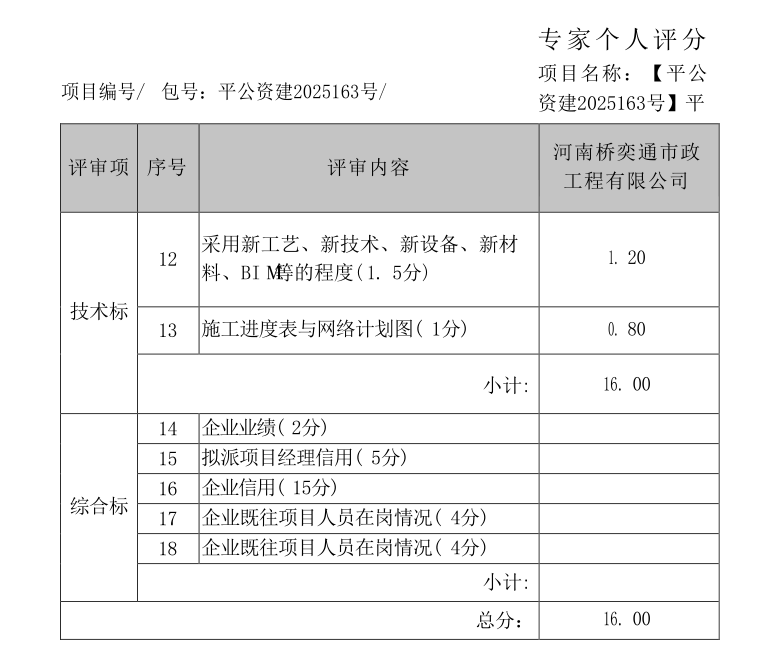 专家个人评分
项目编号/ 包号：平公资建2025163号/
项目名称：【平公
资建2025163号】平
评审项 序号 评审内容 河南桥奕通市政
工程有限公司
技术标
12 采用新工艺、新技术、新设备、新材
料、BIM等的程度(1.5分) 1.20
13 施工进度表与网络计划图(1分) 0.80
小计: 16.00
综合标
14 企业业绩(2分)
15 拟派项目经理信用(5分)
16 企业信用(15分)
17 企业既往项目人员在岗情况(4分)
18 企业既往项目人员在岗情况(4分)
小计:
总分： 16.00